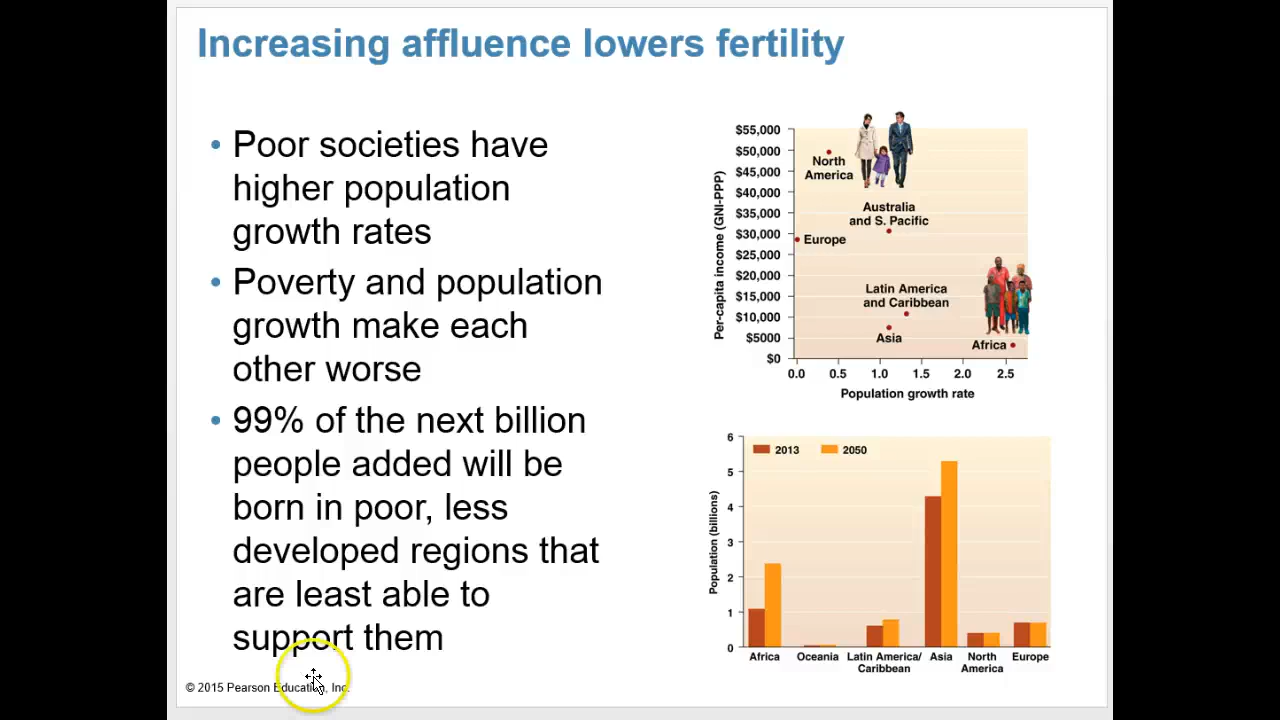 Increasing affluence lowers fertility
• Poor societies have
higher population
growth rates
• Poverty and population
growth make each
other worse
• 99% of the next billion
people added will be
born in poor, less
developed regions that
are least able to
support them
© 2015 Pearson Education, Inc.
Per-capita income (GNI-PPP)
$55,000
$50,000
$45,000
$40,000
$35,000
$30,000
$25,000
$20,000
$15,000
$10,000
$5000
$0
North
America
Australia
and S. Pacific
Europe
Latin America
and Caribbean
Asia
Africa
0.0 0.5 1.0 1.5 2.0 2.5
Population growth rate
Population (billions)
6
5
4
3
2
1
0
2013 2050
Africa Oceania Latin America/ Asia North Europe
Caribbean America